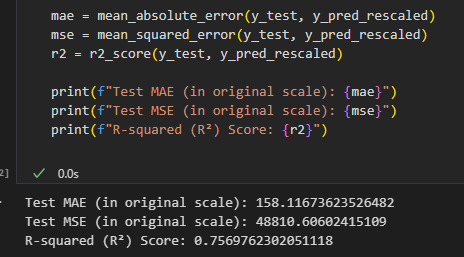 mae = mean_absolute_error(y_test, y_pred_rescaled)
mse = mean_squared_error(y_test, y_pred_rescaled)
r2 = r2_score(y_test, y_pred_rescaled)
print(f"Test MAE (in original scale): {mae}")
print(f"Test MSE (in original scale): {mse}")
print(f"R-squared (R²) Score: {r2}")
2] ✓ 0.0s
Test MAE (in original scale): 158.11673623526482
Test MSE (in original scale): 48810.60602415109
R-squared (R²) Score: 0.7569762302051118